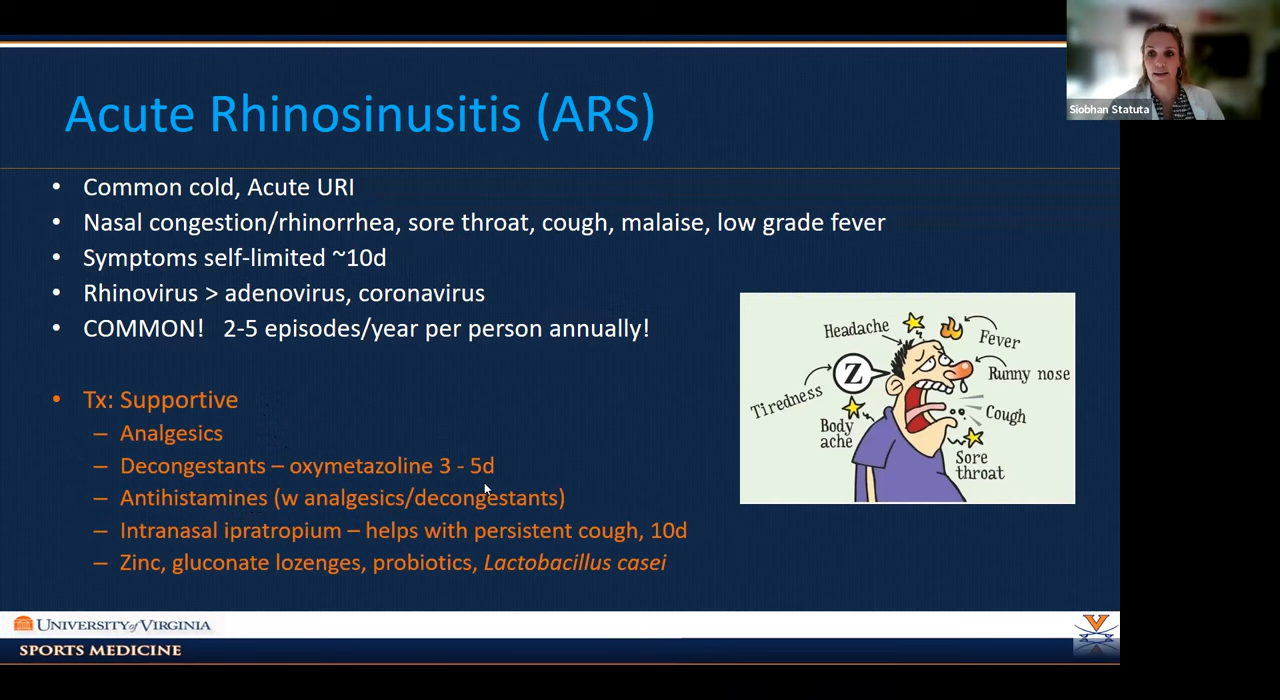 Siobhan Statuta
Acute Rhinosinusitis (ARS)
• Common cold, Acute URI
• Nasal congestion/rhinorrhea, sore throat, cough, malaise, low grade fever
• Symptoms self-limited ~10d
• Rhinovirus > adenovirus, coronavirus
• COMMON!   2-5 episodes/year per person annually!
• Tx: Supportive
– Analgesics
– Decongestants – oxymetazoline 3 - 5d
– Antihistamines (w analgesics/decongestants)
– Intranasal ipratropium – helps with persistent cough, 10d
– Zinc, gluconate lozenges, probiotics, Lactobacillus casei
Headache
Fever
Runny nose
Z
Tiredness
Cough
Body
ache
Sore
throat
UNIVERSITY of VIRGINIA
SPORTS MEDICINE